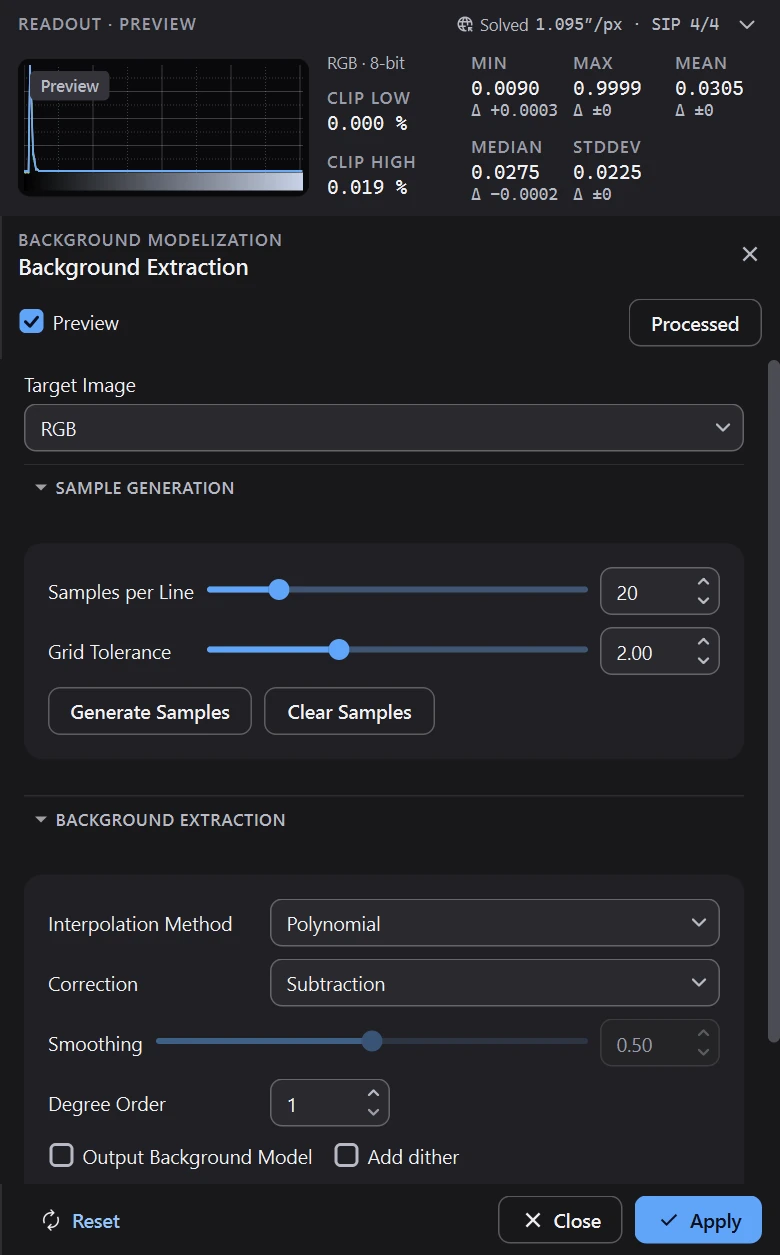 READOUT · PREVIEW
Solved 1.095″/px · SIP 4/4
Preview
RGB · 8-bit
CLIP LOW
0.000 %
CLIP HIGH
0.019 %
MIN
0.0090
Δ +0.0003
MAX
0.9999
Δ ±0
MEAN
0.0305
Δ ±0
MEDIAN
0.0275
Δ −0.0002
STDDEV
0.0225
Δ ±0
BACKGROUND MODELIZATION
Background Extraction
Preview
Processed
Target Image
RGB
SAMPLE GENERATION
Samples per Line
20
Grid Tolerance
2.00
Generate Samples
Clear Samples
BACKGROUND EXTRACTION
Interpolation Method
Polynomial
Correction
Subtraction
Smoothing
0.50
Degree Order
1
Output Background Model
Add dither
Reset
Close
Apply